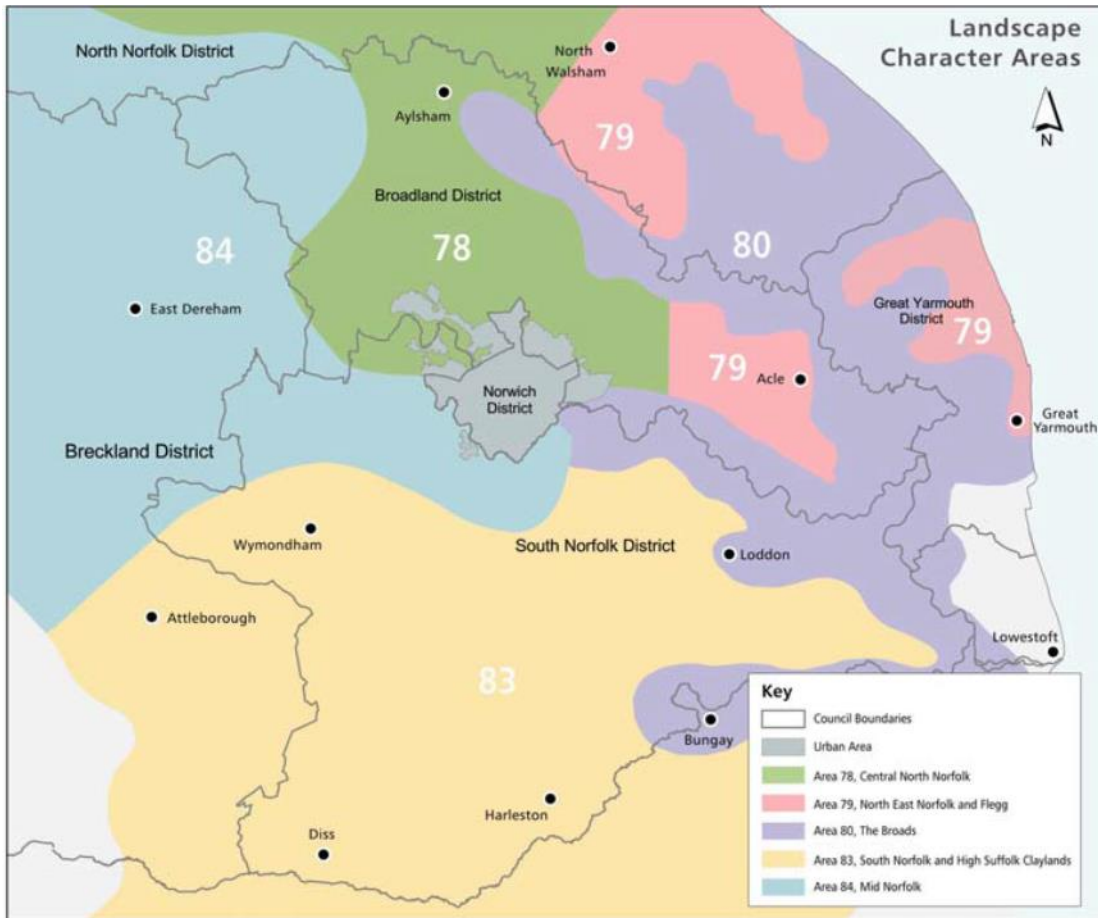 Landscape
Character Areas
N
North Norfolk District
North
Walsham
Aylsham
79
Broadland District
84
78
80
East Dereham
Great Yarmouth
District
79
79
Acle
Norwich
District
Great
Yarmouth
Breckland District
Wymondham
South Norfolk District
Loddon
Attleborough
Lowestoft
83
Bungay
Harleston
Diss
Key
Council Boundaries
Urban Area
Area 78, Central North Norfolk
Area 79, North East Norfolk and Flegg
Area 80, The Broads
Area 83, South Norfolk and High Suffolk Claylands
Area 84, Mid Norfolk